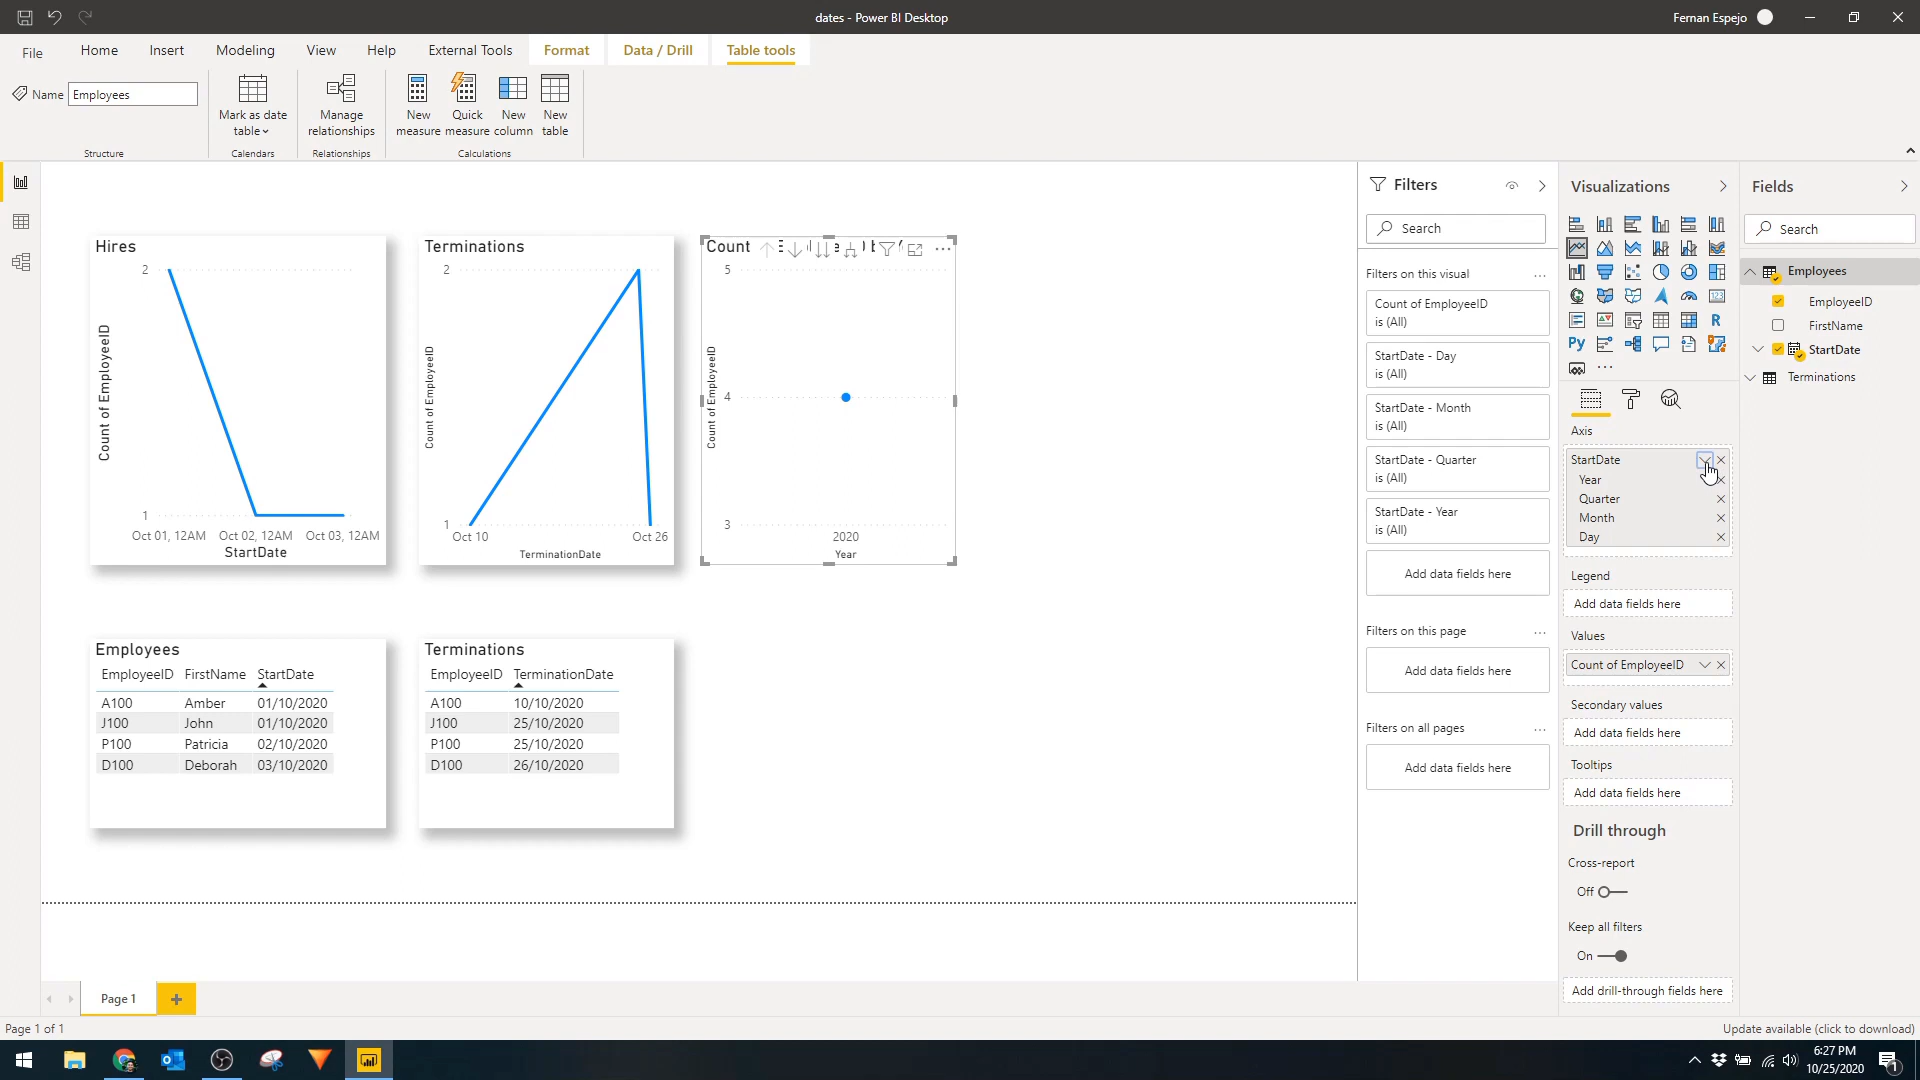 dates - Power BI Desktop
Fernan Espejo
File
Home
Insert
Modeling
View
Help
External Tools
Format
Data / Drill
Table tools
Name
Employees
Mark as date
table
Manage
relationships
New
measure
Quick
measure
New
column
New
table
Structure
Calendars
Relationships
Calculations
Hires
2
1
Count of EmployeeID
Oct 01, 12AM
Oct 02, 12AM
Oct 03, 12AM
StartDate
Terminations
2
1
Count of EmployeeID
Oct 10
Oct 26
TerminationDate
Count
5
4
3
Count of EmployeeID
2020
Year
Employees
EmployeeID FirstName StartDate
A100 Amber 01/10/2020
J100 John 01/10/2020
P100 Patricia 02/10/2020
D100 Deborah 03/10/2020
Terminations
EmployeeID TerminationDate
A100 10/10/2020
J100 25/10/2020
P100 25/10/2020
D100 26/10/2020
Filters
Search
Filters on this visual
Count of EmployeeID
is (All)
StartDate - Day
is (All)
StartDate - Month
is (All)
StartDate - Quarter
is (All)
StartDate - Year
is (All)
Add data fields here
Filters on this page
Add data fields here
Filters on all pages
Add data fields here
Visualizations
R
Py
Axis
StartDate
Year
Quarter
Month
Day
Legend
Add data fields here
Values
Count of EmployeeID
Secondary values
Add data fields here
Tooltips
Add data fields here
Drill through
Cross-report
Off
Keep all filters
On
Add drill-through fields here
Fields
Search
Employees
EmployeeID
FirstName
StartDate
Terminations
Page 1
Page 1 of 1
Update available (click to download)
6:27 PM
10/25/2020
1